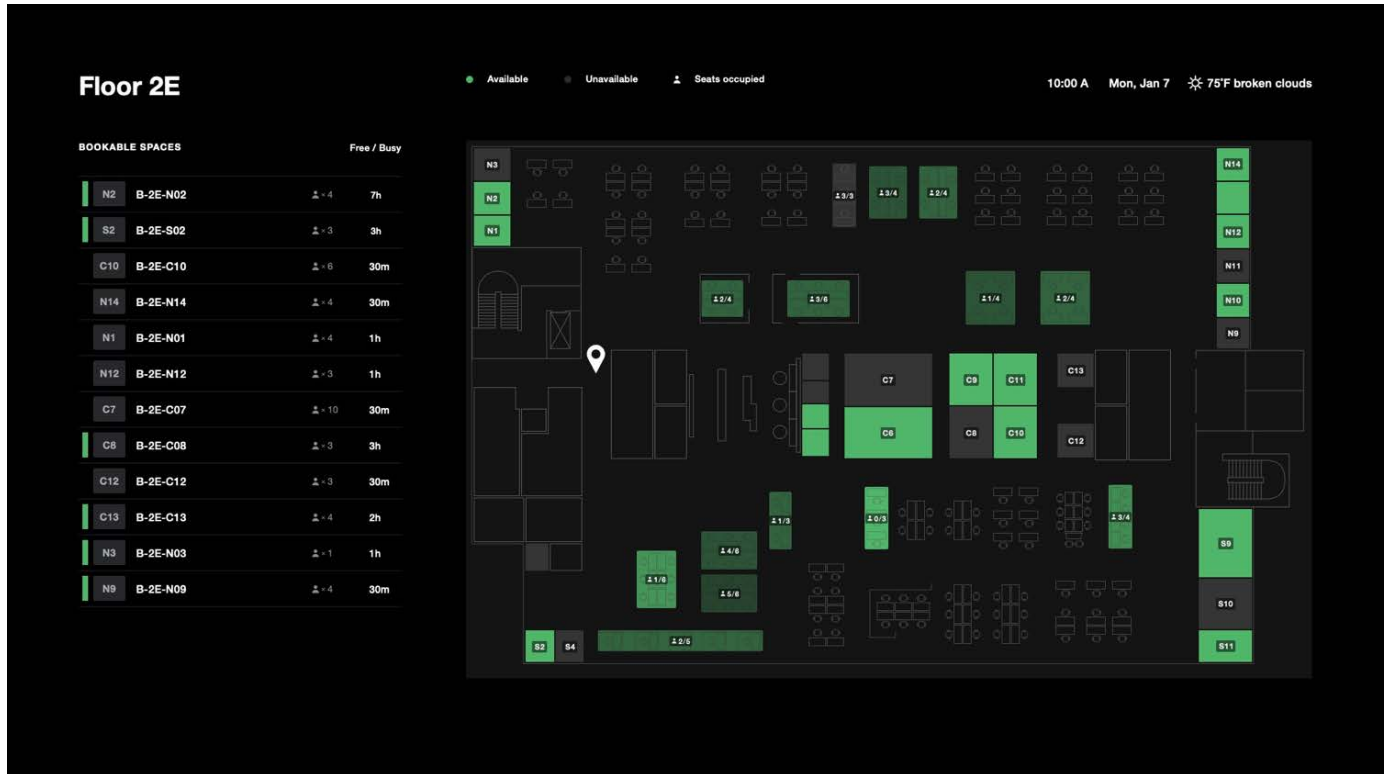 Floor 2E
Available Unavailable Seats occupied
10:00 A Mon, Jan 7 75°F broken clouds
BOOKABLE SPACES Free / Busy
N2 B-2E-N02 × 4 7h
S2 B-2E-S02 × 3 3h
C10 B-2E-C10 × 6 30m
N14 B-2E-N14 × 4 30m
N1 B-2E-N01 × 4 1h
N12 B-2E-N12 × 3 1h
C7 B-2E-C07 × 10 30m
C8 B-2E-C08 × 3 3h
C12 B-2E-C12 × 3 30m
C13 B-2E-C13 × 4 2h
N3 B-2E-N03 × 1 1h
N9 B-2E-N09 × 4 30m
N3
N14
N2
3/3
3/4
2/4
N1
N12
N11
2/4
3/6
1/4
2/4
N10
N9
C7
C9
C11
C13
C6
C8
C10
C12
1/3
0/3
3/4
4/6
S9
1/6
5/6
S10
S2
S4
2/5
S11